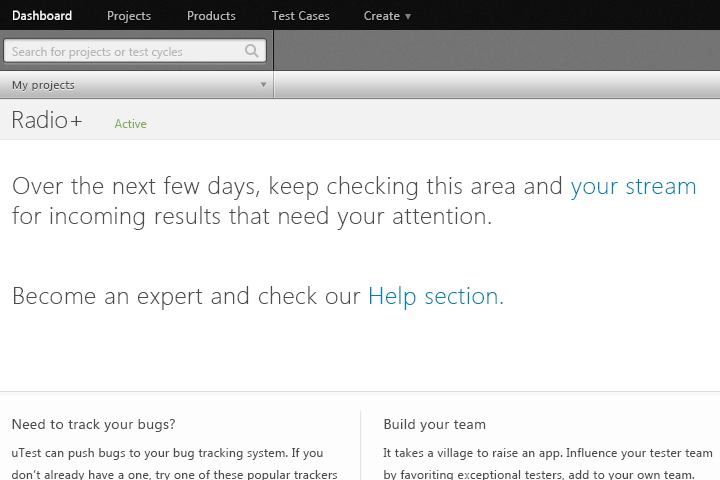 Dashboard Projects Products Test Cases Create
Search for projects or test cycles
My projects
Radio+ Active
Over the next few days, keep checking this area and your stream
for incoming results that need your attention.
Become an expert and check our Help section.
Need to track your bugs?
uTest can push bugs to your bug tracking system. If you
don't already have a one, try one of these popular trackers
Build your team
It takes a village to raise an app. Influence your tester team
by favoriting exceptional testers, add to your own team.